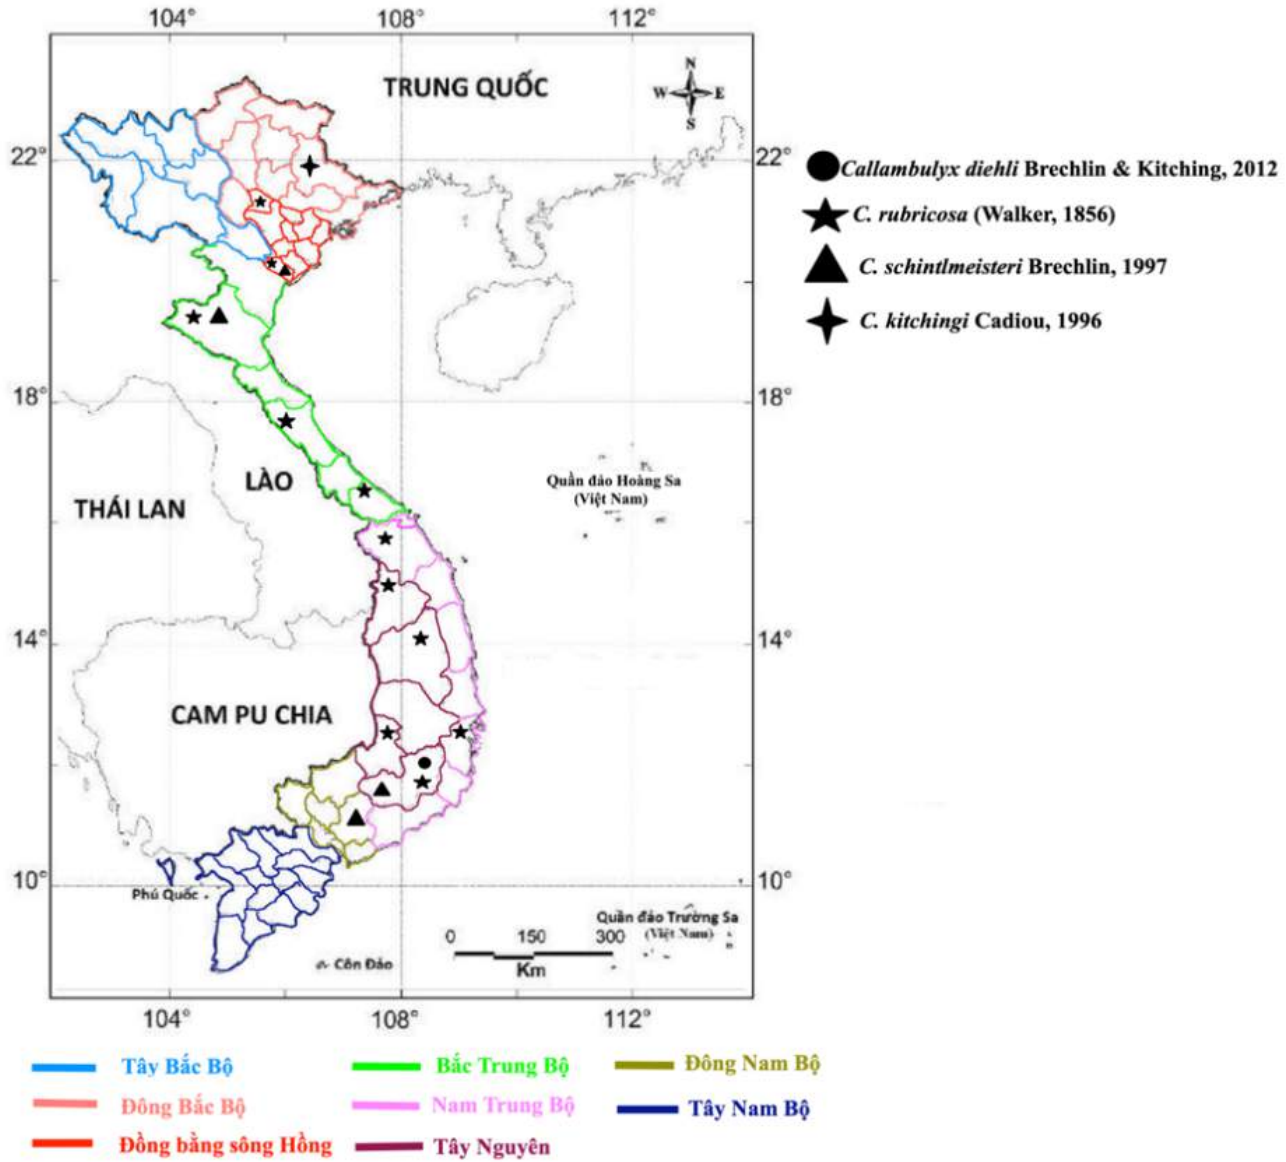 104° 108° 112°
TRUNG QUỐC
N
W E
S
22° 22°
Callambulyx diehli Brechlin & Kitching, 2012
C. rubricosa (Walker, 1856)
C. schintlmeisteri Brechlin, 1997
C. kitchingi Cadiou, 1996
18° 18°
LÀO
THÁI LAN
Quần đảo Hoàng Sa
(Việt Nam)
14° 14°
CAM PU CHIA
10° 10°
Phú Quốc
Quần đảo Trường Sa
(Việt Nam)
0 150 300
Km
Côn Đảo
104° 108° 112°
Tây Bắc Bộ Bắc Trung Bộ Đông Nam Bộ
Đông Bắc Bộ Nam Trung Bộ Tây Nam Bộ
Đồng bằng sông Hồng Tây Nguyên